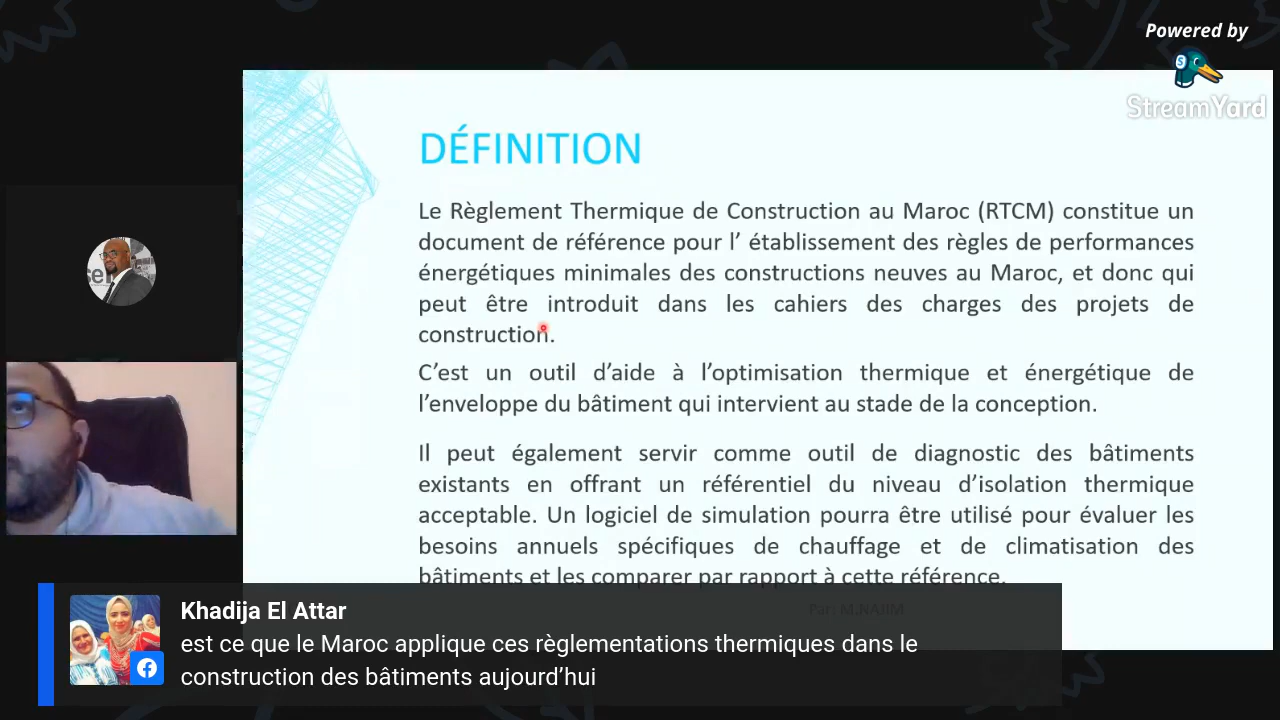 Powered by
StreamYard
DÉFINITION
Le Règlement Thermique de Construction au Maroc (RTCM) constitue un
document de référence pour l’ établissement des règles de performances
énergétiques minimales des constructions neuves au Maroc, et donc qui
peut être introduit dans les cahiers des charges des projets de
construction.
C’est un outil d’aide à l’optimisation thermique et énergétique de
l’enveloppe du bâtiment qui intervient au stade de la conception.
Il peut également servir comme outil de diagnostic des bâtiments
existants en offrant un référentiel du niveau d’isolation thermique
acceptable. Un logiciel de simulation pourra être utilisé pour évaluer les
besoins annuels spécifiques de chauffage et de climatisation des
bâtiments et les comparer par rapport à cette référence.
Par: M.NAJIM
Khadija El Attar
est ce que le Maroc applique ces règlementations thermiques dans le
construction des bâtiments aujourd’hui